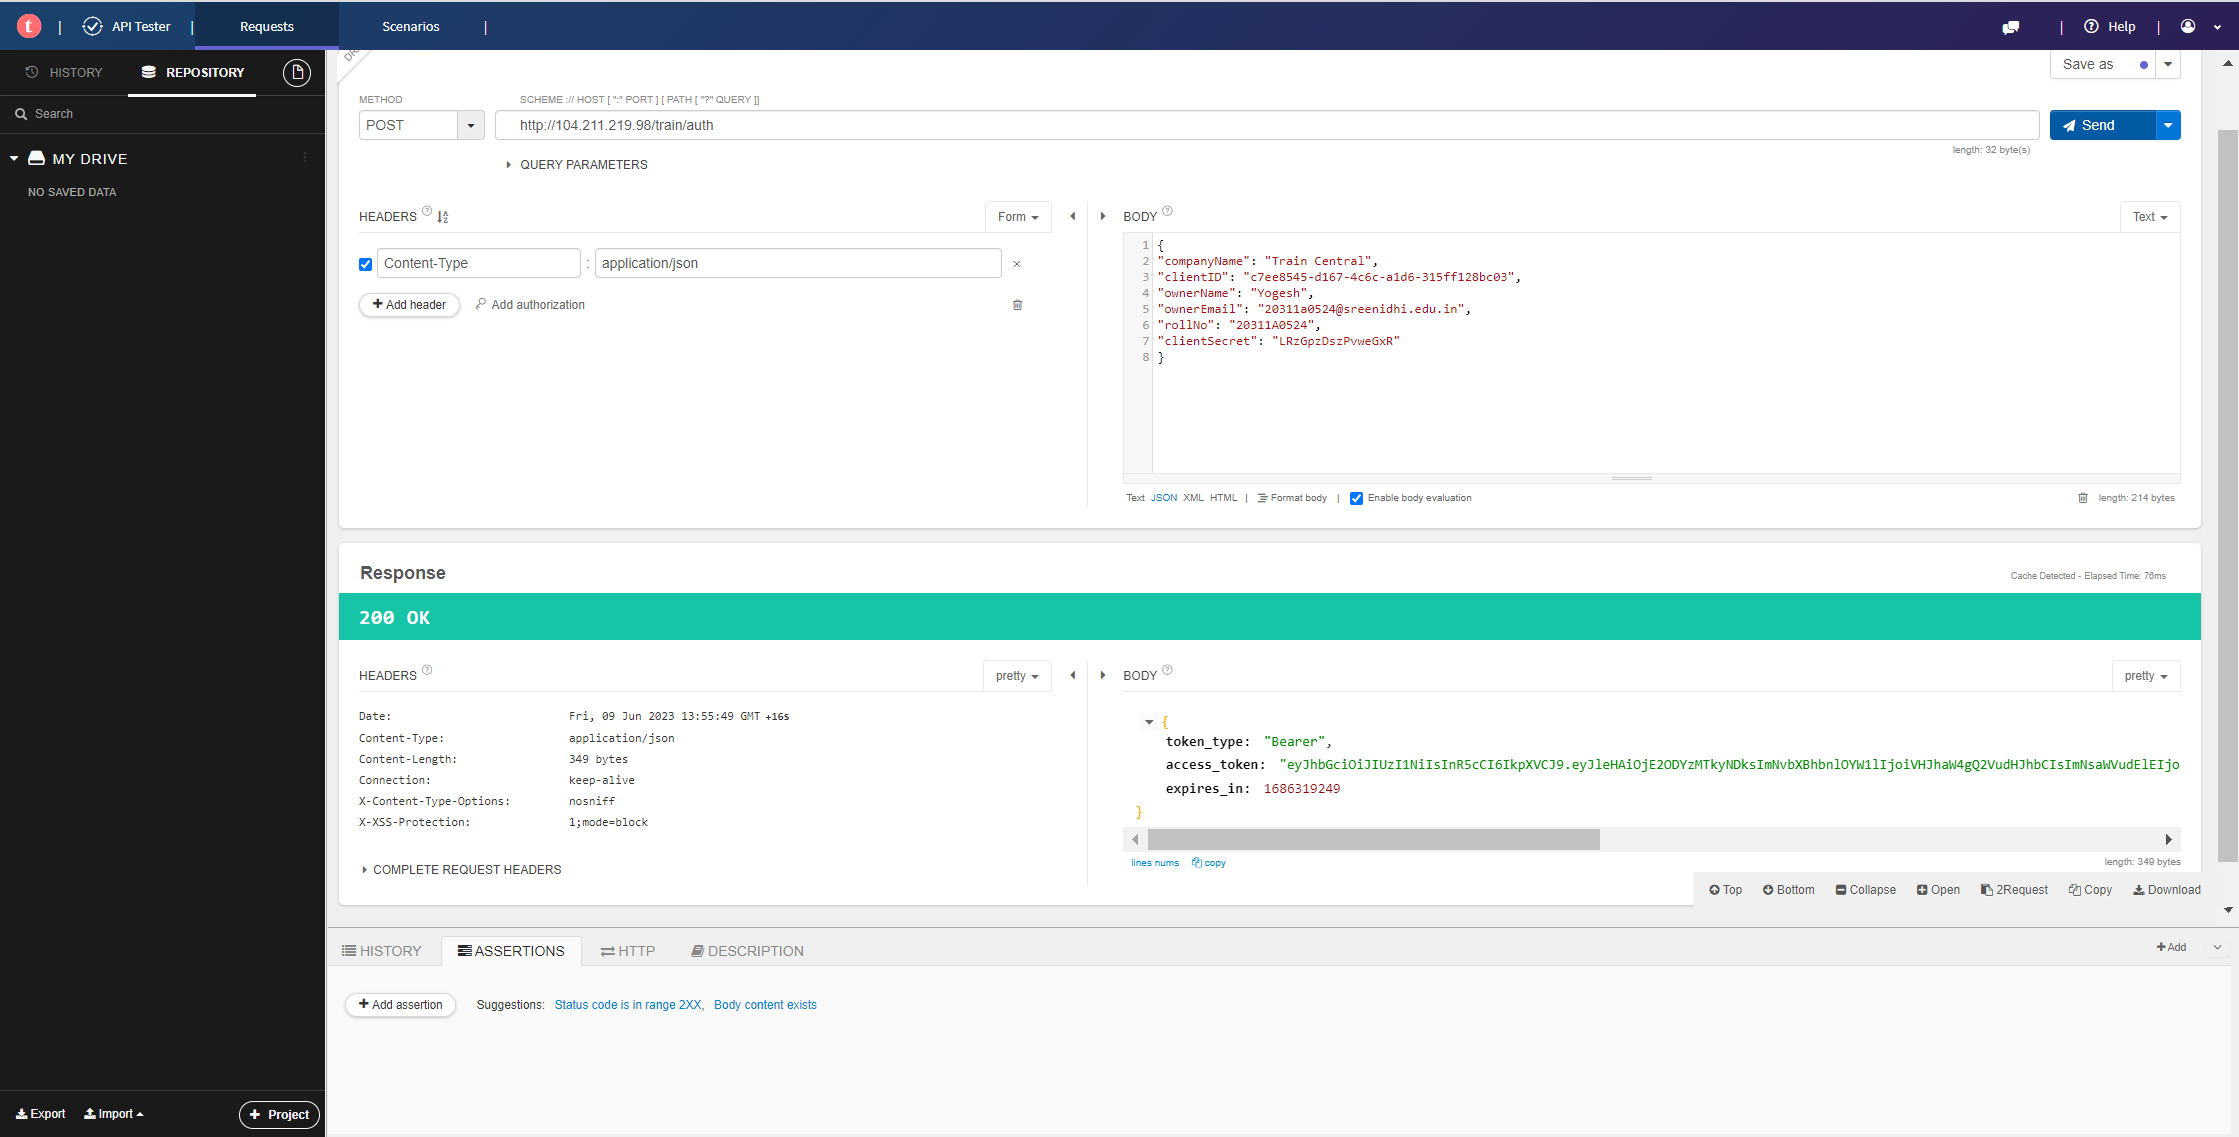 t | API Tester | Requests Scenarios | | Help |
HISTORY REPOSITORY
Search
MY DRIVE
NO SAVED DATA
Export Import + Project
Save as
METHOD SCHEME :// HOST [ ":" PORT ] [ PATH [ "?" QUERY ]]
POST http://104.211.219.98/train/auth Send
length: 32 byte(s)
QUERY PARAMETERS
HEADERS ? Form
Content-Type : application/json ×
+ Add header Add authorization
BODY ? Text
1 {
2 "companyName": "Train Central",
3 "clientID": "c7ee8545-d167-4c6c-a1d6-315ff128bc03",
4 "ownerName": "Yogesh",
5 "ownerEmail": "20311a0524@sreenidhi.edu.in",
6 "rollNo": "20311A0524",
7 "clientSecret": "LRzGpzDszPvweGxR"
8 }
Text JSON XML HTML | Format body | Enable body evaluation length: 214 bytes
Response
Cache Detected - Elapsed Time: 76ms
200 OK
HEADERS ? pretty
Date: Fri, 09 Jun 2023 13:55:49 GMT +16s
Content-Type: application/json
Content-Length: 349 bytes
Connection: keep-alive
X-Content-Type-Options: nosniff
X-XSS-Protection: 1;mode=block
COMPLETE REQUEST HEADERS
BODY ? pretty
{
token_type: "Bearer",
access_token: "eyJhbGciOiJIUzI1NiIsInR5cCI6IkpXVCJ9.eyJleHAiOjE2ODYzMTkyNDksImNvbXBhbnlOYW1lIjoiVHJhaW4gQ2VudHJhbCIsImNsaWVudElEIjo
expires_in: 1686319249
}
lines nums copy length: 349 bytes
Top Bottom Collapse Open 2Request Copy Download
HISTORY ASSERTIONS HTTP DESCRIPTION + Add
+ Add assertion Suggestions: Status code is in range 2XX, Body content exists